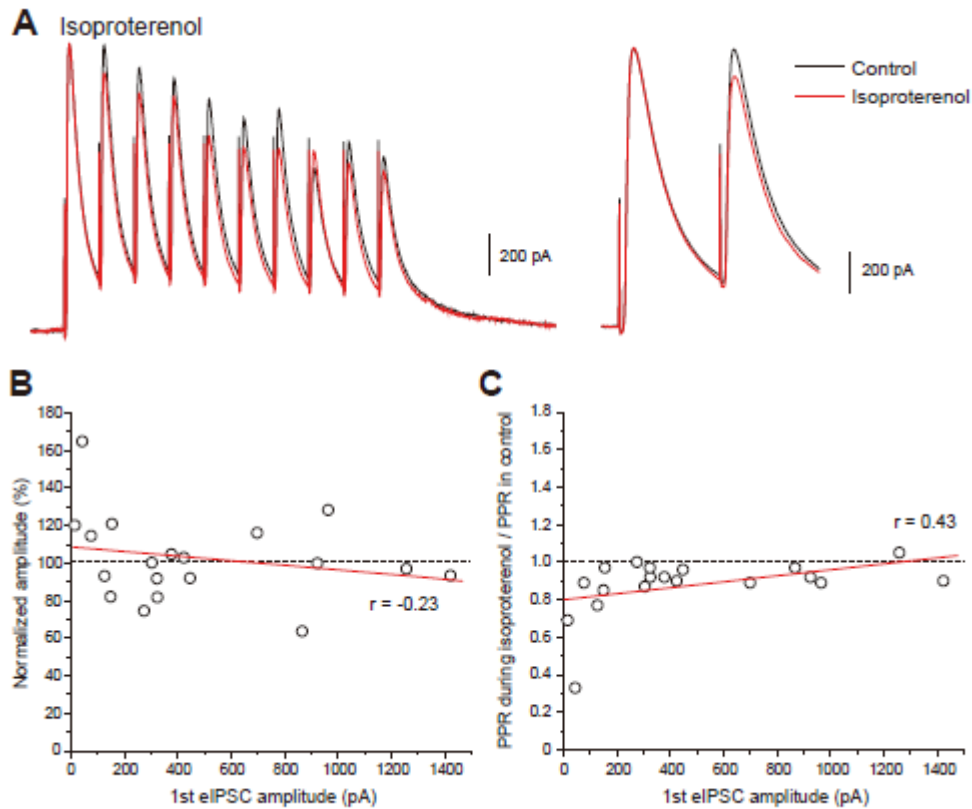 A Isoproterenol
Control
Isoproterenol
200 pA
200 pA
B
180
160
140
120
100
80
60
40
20
0
Normalized amplitude (%)
r = -0.23
0 200 400 600 800 1000 1200 1400
1st eIPSC amplitude (pA)
C
1.8
1.6
1.4
1.2
1.0
0.8
0.6
0.4
0.2
0.0
PPR during isoproterenol / PPR in control
r = 0.43
0 200 400 600 800 1000 1200 1400
1st eIPSC amplitude (pA)